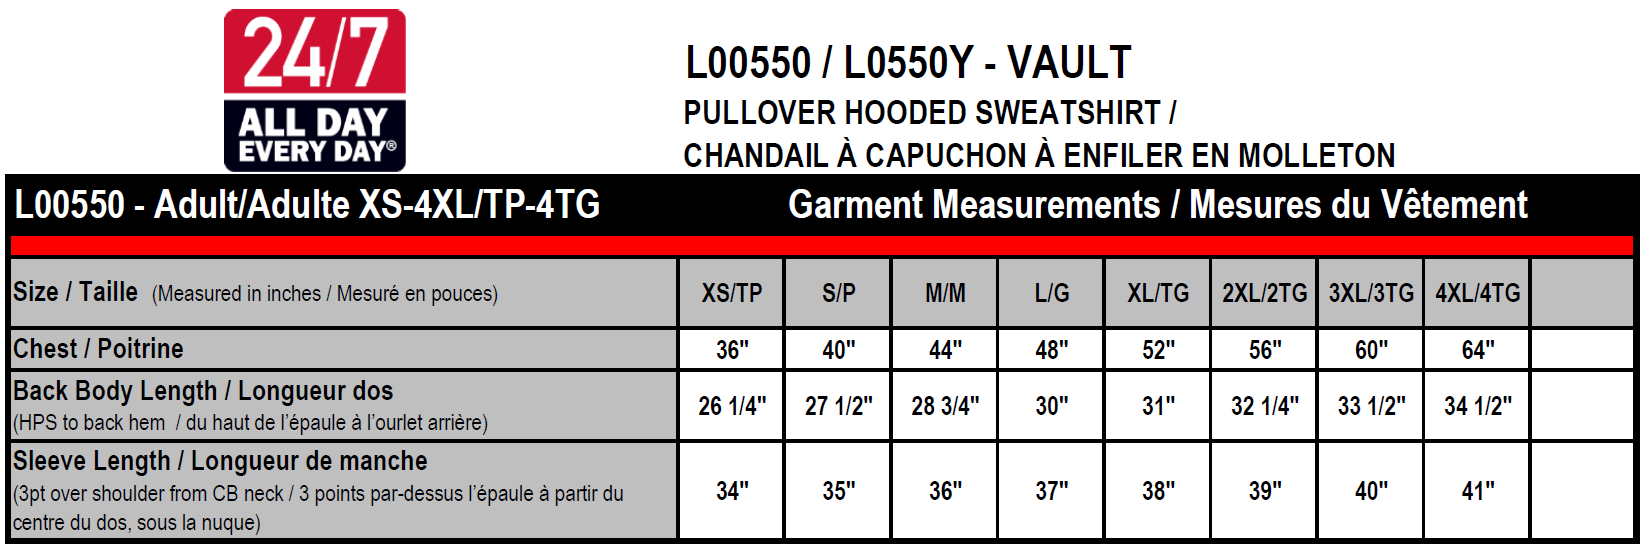 24/7
ALL DAY
EVERY DAY®
L00550 / L0550Y - VAULT
PULLOVER HOODED SWEATSHIRT /
CHANDAIL À CAPUCHON À ENFILER EN MOLLETON
L00550 - Adult/Adulte XS-4XL/TP-4TG Garment Measurements / Mesures du Vêtement
Size / Taille (Measured in inches / Mesuré en pouces) XS/TP S/P M/M L/G XL/TG 2XL/2TG 3XL/3TG 4XL/4TG
Chest / Poitrine 36" 40" 44" 48" 52" 56" 60" 64"
Back Body Length / Longueur dos
(HPS to back hem / du haut de l’épaule à l’ourlet arrière) 26 1/4" 27 1/2" 28 3/4" 30" 31" 32 1/4" 33 1/2" 34 1/2"
Sleeve Length / Longueur de manche
(3pt over shoulder from CB neck / 3 points par-dessus l’épaule à partir du 34" 35" 36" 37" 38" 39" 40" 41"
centre du dos, sous la nuque)